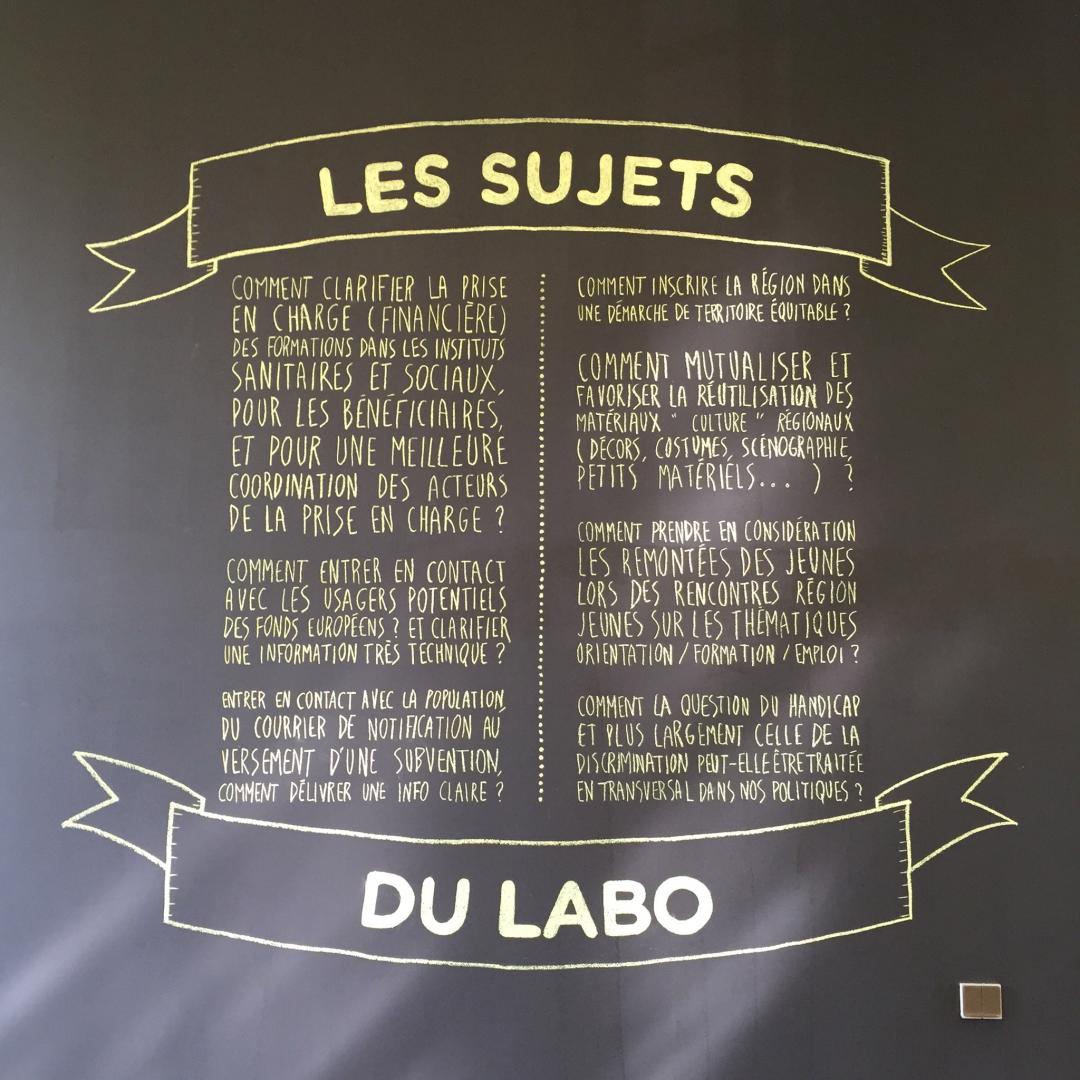 LES SUJETS
COMMENT CLARIFIER LA PRISE
EN CHARGE (FINANCIÈRE)
DES FORMATIONS DANS LES INSTITUTS
SANITAIRES ET SOCIAUX,
POUR LES BÉNÉFICIAIRES,
ET POUR UNE MEILLEURE
COORDINATION DES ACTEURS
DE LA PRISE EN CHARGE ?
COMMENT ENTRER EN CONTACT
AVEC LES USAGERS POTENTIELS
DES FONDS EUROPÉENS ? ET CLARIFIER
UNE INFORMATION TRÈS TECHNIQUE ?
ENTRER EN CONTACT AVEC LA POPULATION,
DU COURRIER DE NOTIFICATION AU
VERSEMENT D'UNE SUBVENTION,
COMMENT DÉLIVRER UNE INFO CLAIRE ?
COMMENT INSCRIRE LA RÉGION DANS
UNE DÉMARCHE DE TERRITOIRE ÉQUITABLE ?
COMMENT MUTUALISER ET
FAVORISER LA RÉUTILISATION DES
MATÉRIAUX " CULTURE " RÉGIONAUX
( DÉCORS, COSTUMES, SCÉNOGRAPHIE,
PETITS MATÉRIELS... ) ?
COMMENT PRENDRE EN CONSIDÉRATION
LES REMONTÉES DES JEUNES
LORS DES RENCONTRES RÉGION
JEUNES SUR LES THÉMATIQUES
ORIENTATION / FORMATION / EMPLOI ?
COMMENT LA QUESTION DU HANDICAP
ET PLUS LARGEMENT CELLE DE LA
DISCRIMINATION PEUT-ELLE ÊTRE TRAITÉE
EN TRANSVERSAL DANS NOS POLITIQUES ?
DU LABO